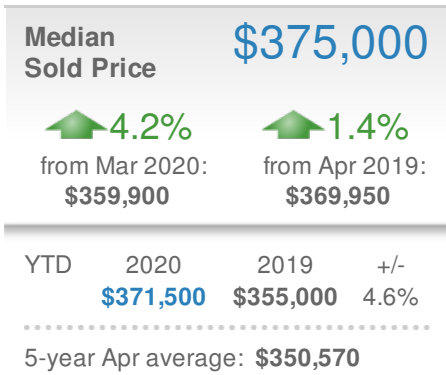 Median $375,000
Sold Price
4.2% 1.4%
from Mar 2020: from Apr 2019:
$359,900 $369,950
YTD 2020 2019 +/-
$371,500 $355,000 4.6%
5-year Apr average: $350,570